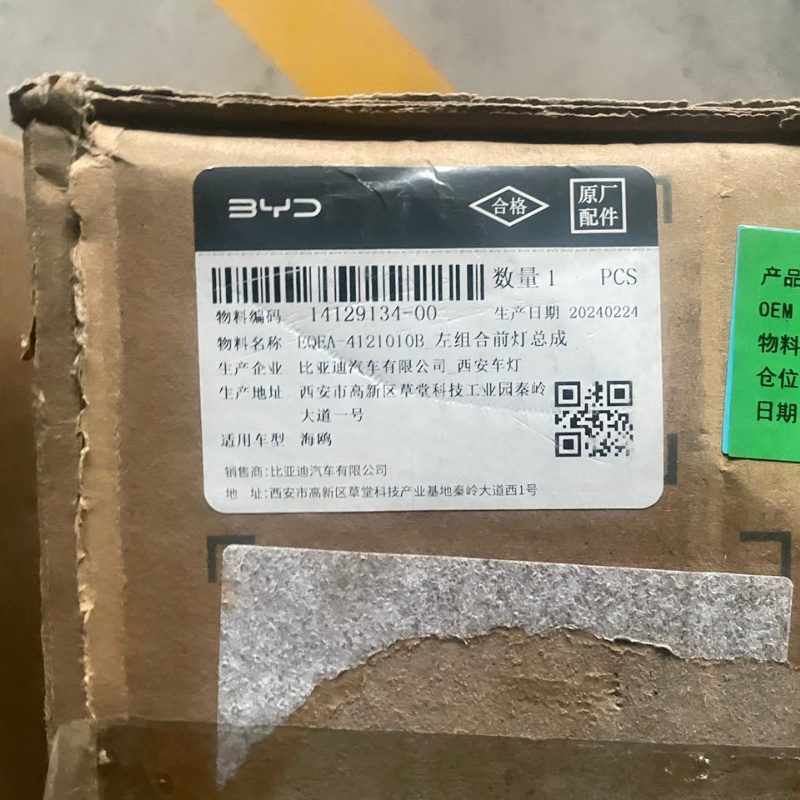 BYD
合格
原厂
配件
数量 1 PCS
物料编码 14129134-00 生产日期 20240224
物料名称 EQEA-4121010B 左组合前灯总成
生产企业 比亚迪汽车有限公司_西安车灯
生产地址 西安市高新区草堂科技工业园秦岭
大道一号
适用车型 海鸥
销售商:比亚迪汽车有限公司
地 址:西安市高新区草堂科技产业基地秦岭大道西1号
产品
OEM
物料
仓位
日期